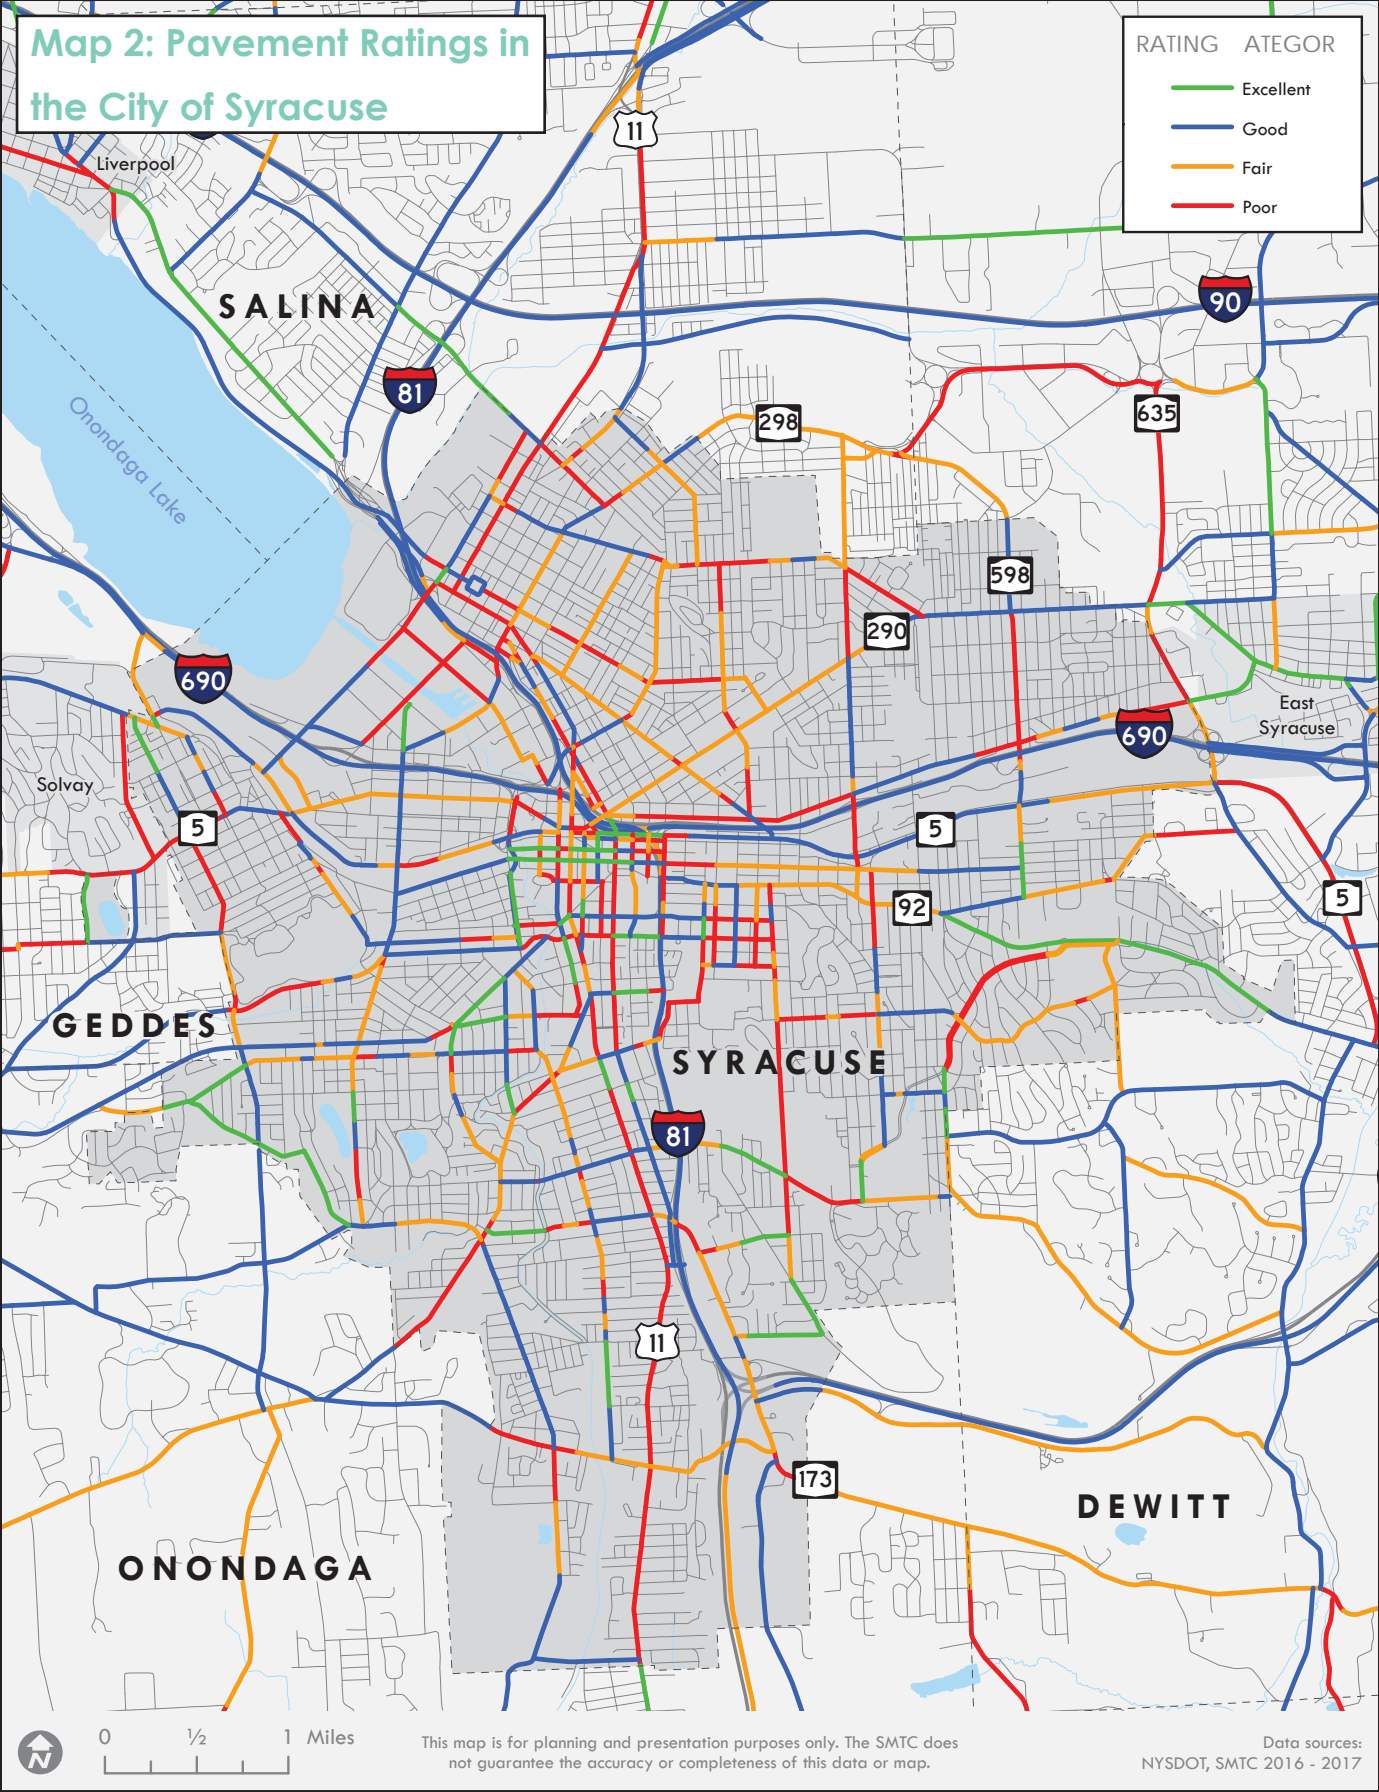 Map 2: Pavement Ratings in
the City of Syracuse
RATING ATEGOR
Excellent
Good
Fair
Poor
11
Liverpool
SALINA
90
81
298
635
Onondaga Lake
598
290
690
East
Syracuse
690
Solvay
5
5
92
5
GEDDES
SYRACUSE
81
11
173
DEWITT
ONONDAGA
N
0 ½ 1 Miles
This map is for planning and presentation purposes only. The SMTC does
not guarantee the accuracy or completeness of this data or map.
Data sources:
NYSDOT, SMTC 2016 - 2017